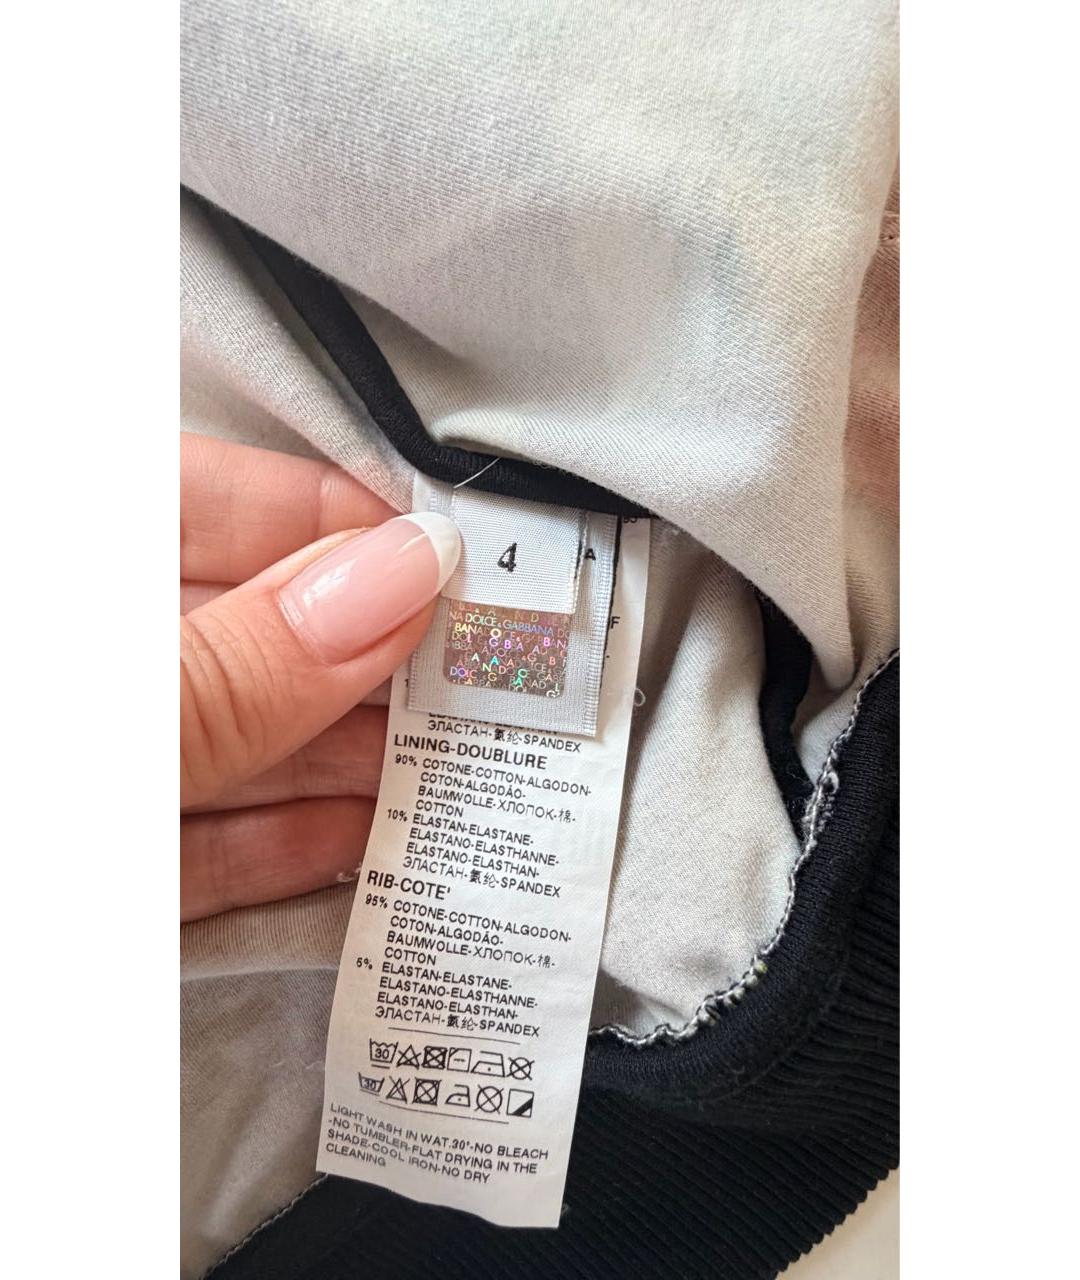 4
A
F
DOLCE&GABBANA
ЭЛАСТАН-氨纶-SPANDEX
LINING-DOUBLURE
90% COTONE-COTTON-ALGODON-
COTON-ALGODÃO-
BAUMWOLLE-ХЛОПОК-棉-
COTTON
10% ELASTAN-ELASTANE-
ELASTANO-ELASTHANNE-
ELASTANO-ELASTHAN-
ЭЛАСТАН-氨纶-SPANDEX
RIB-COTE'
95% COTONE-COTTON-ALGODON-
COTON-ALGODÃO-
BAUMWOLLE-ХЛОПОК-棉-
COTTON
5% ELASTAN-ELASTANE-
ELASTANO-ELASTHANNE-
ELASTANO-ELASTHAN-
ЭЛАСТАН-氨纶-SPANDEX
30
30
LIGHT WASH IN WAT.30°-NO BLEACH
-NO TUMBLER-FLAT DRYING IN THE
SHADE-COOL IRON-NO DRY
CLEANING